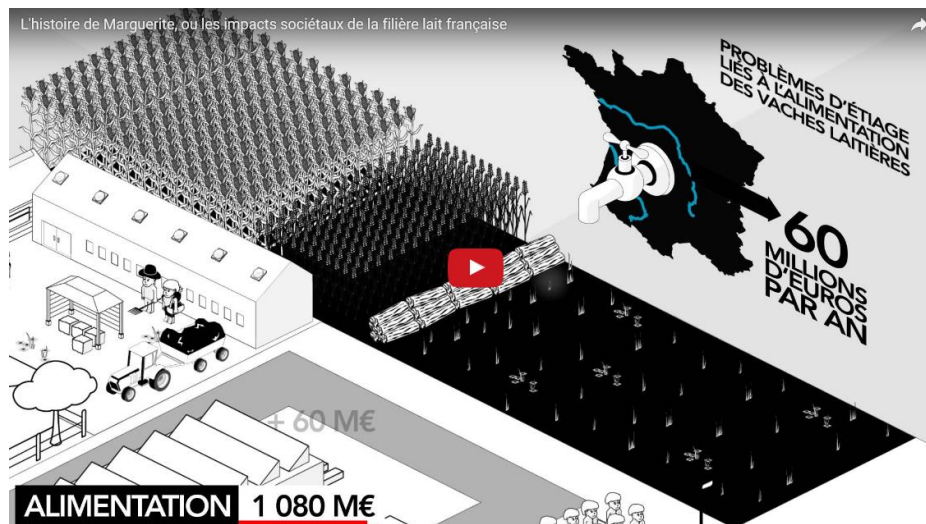 L'histoire de Marguerite, ou les impacts sociétaux de la filière lait française
PROBLÈMES D'ÉTIAGE
LIÉS À L'ALIMENTATION
DES VACHES LAITIÈRES
60
MILLIONS
D'EUROS
PAR AN
+ 60 M€
ALIMENTATION 1 080 M€